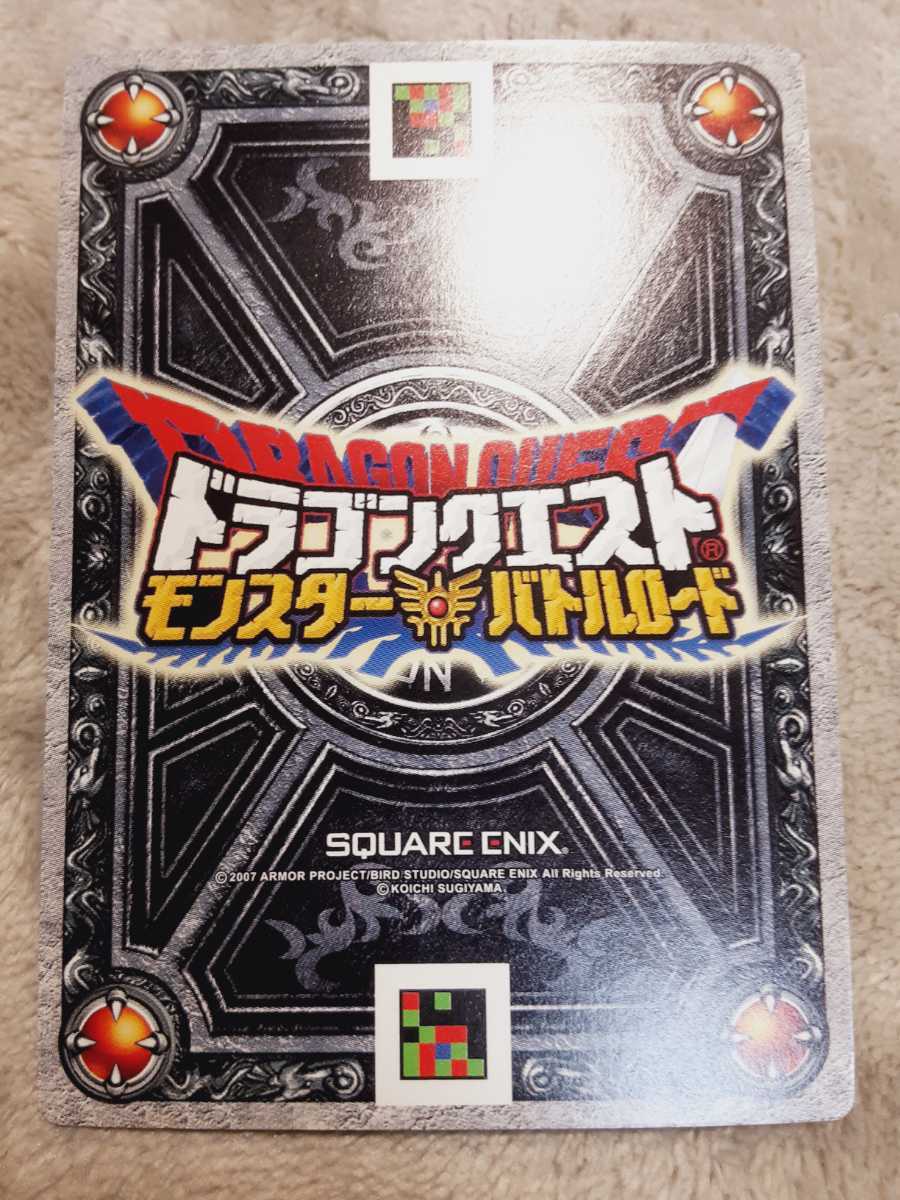 DRAGON QUEST
ドラゴンクエスト®
モンスターバトルロード
SQUARE ENIX®
© 2007 ARMOR PROJECT/BIRD STUDIO/SQUARE ENIX All Rights Reserved.
© KOICHI SUGIYAMA